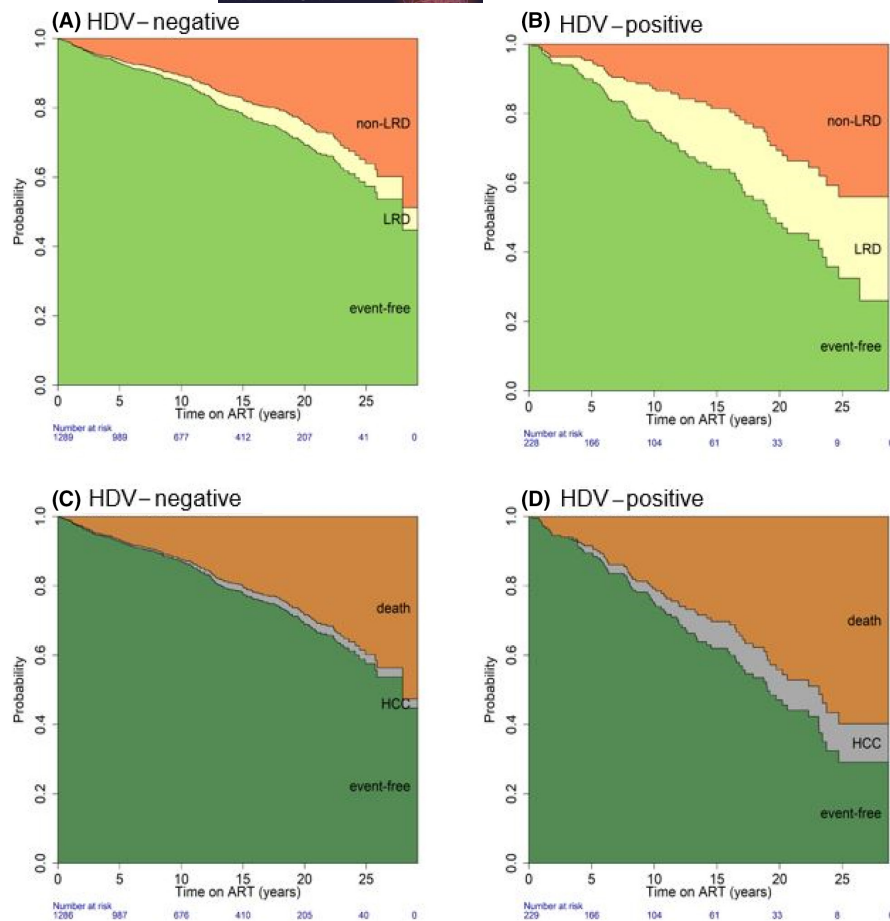 (A) HDV–negative
1.0
0.8
0.6
0.4
0.2
0.0
Probability
non-LRD
LRD
event-free
0 5 10 15 20 25
Time on ART (years)
Number at risk
1289 989 677 412 207 41 0
(B) HDV–positive
1.0
0.8
0.6
0.4
0.2
0.0
Probability
non-LRD
LRD
event-free
0 5 10 15 20 25
Time on ART (years)
Number at risk
228 166 104 61 33 9
(C) HDV–negative
1.0
0.8
0.6
0.4
0.2
0.0
Probability
death
HCC
event-free
0 5 10 15 20 25
Time on ART (years)
Number at risk
1286 987 676 410 205 40 0
(D) HDV–positive
1.0
0.8
0.6
0.4
0.2
0.0
Probability
death
HCC
event-free
0 5 10 15 20 25
Time on ART (years)
Number at risk
229 166 104 61 33 8